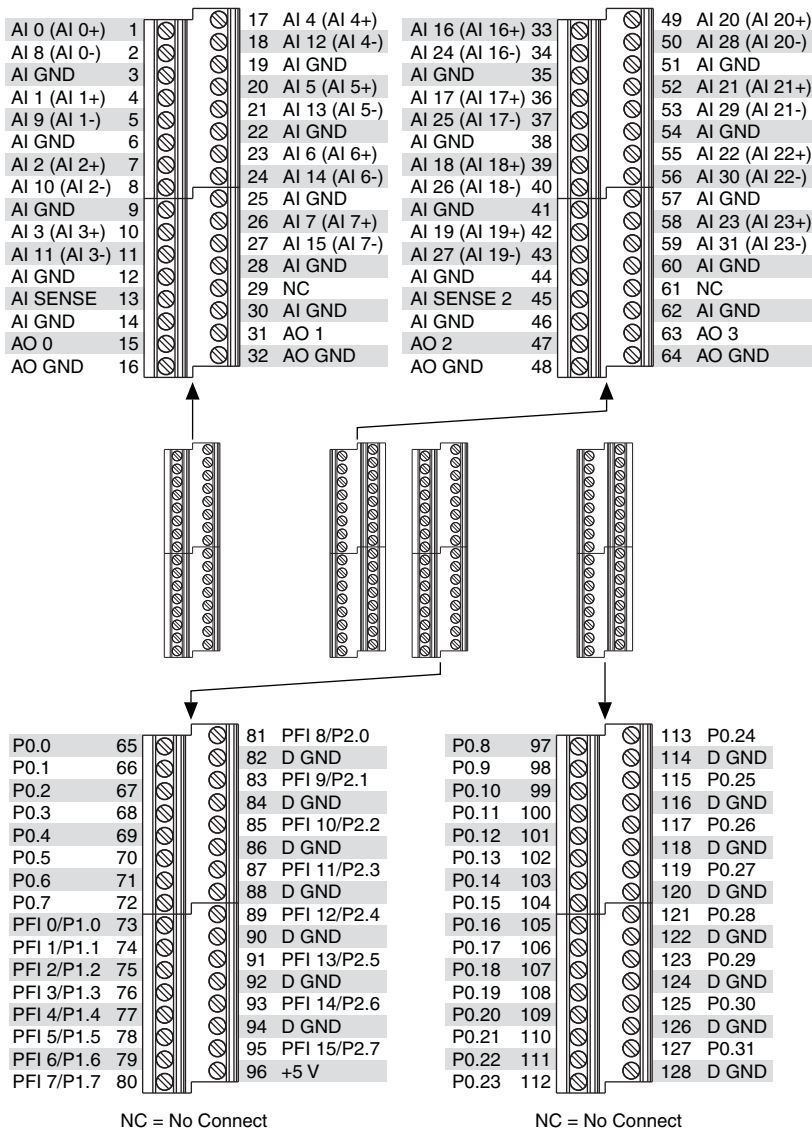 AI 0 (AI 0+) 1
AI 8 (AI 0-) 2
AI GND 3
AI 1 (AI 1+) 4
AI 9 (AI 1-) 5
AI GND 6
AI 2 (AI 2+) 7
AI 10 (AI 2-) 8
AI GND 9
AI 3 (AI 3+) 10
AI 11 (AI 3-) 11
AI GND 12
AI SENSE 13
AI GND 14
AO 0 15
AO GND 16
17 AI 4 (AI 4+)
18 AI 12 (AI 4-)
19 AI GND
20 AI 5 (AI 5+)
21 AI 13 (AI 5-)
22 AI GND
23 AI 6 (AI 6+)
24 AI 14 (AI 6-)
25 AI GND
26 AI 7 (AI 7+)
27 AI 15 (AI 7-)
28 AI GND
29 NC
30 AI GND
31 AO 1
32 AO GND
AI 16 (AI 16+) 33
AI 24 (AI 16-) 34
AI GND 35
AI 17 (AI 17+) 36
AI 25 (AI 17-) 37
AI GND 38
AI 18 (AI 18+) 39
AI 26 (AI 18-) 40
AI GND 41
AI 19 (AI 19+) 42
AI 27 (AI 19-) 43
AI GND 44
AI SENSE 2 45
AI GND 46
AO 2 47
AO GND 48
49 AI 20 (AI 20+)
50 AI 28 (AI 20-)
51 AI GND
52 AI 21 (AI 21+)
53 AI 29 (AI 21-)
54 AI GND
55 AI 22 (AI 22+)
56 AI 30 (AI 22-)
57 AI GND
58 AI 23 (AI 23+)
59 AI 31 (AI 23-)
60 AI GND
61 NC
62 AI GND
63 AO 3
64 AO GND
P0.0 65
P0.1 66
P0.2 67
P0.3 68
P0.4 69
P0.5 70
P0.6 71
P0.7 72
PFI 0/P1.0 73
PFI 1/P1.1 74
PFI 2/P1.2 75
PFI 3/P1.3 76
PFI 4/P1.4 77
PFI 5/P1.5 78
PFI 6/P1.6 79
PFI 7/P1.7 80
81 PFI 8/P2.0
82 D GND
83 PFI 9/P2.1
84 D GND
85 PFI 10/P2.2
86 D GND
87 PFI 11/P2.3
88 D GND
89 PFI 12/P2.4
90 D GND
91 PFI 13/P2.5
92 D GND
93 PFI 14/P2.6
94 D GND
95 PFI 15/P2.7
96 +5 V
NC = No Connect
P0.8 97
P0.9 98
P0.10 99
P0.11 100
P0.12 101
P0.13 102
P0.14 103
P0.15 104
P0.16 105
P0.17 106
P0.18 107
P0.19 108
P0.20 109
P0.21 110
P0.22 111
P0.23 112
113 P0.24
114 D GND
115 P0.25
116 D GND
117 P0.26
118 D GND
119 P0.27
120 D GND
121 P0.28
122 D GND
123 P0.29
124 D GND
125 P0.30
126 D GND
127 P0.31
128 D GND
NC = No Connect